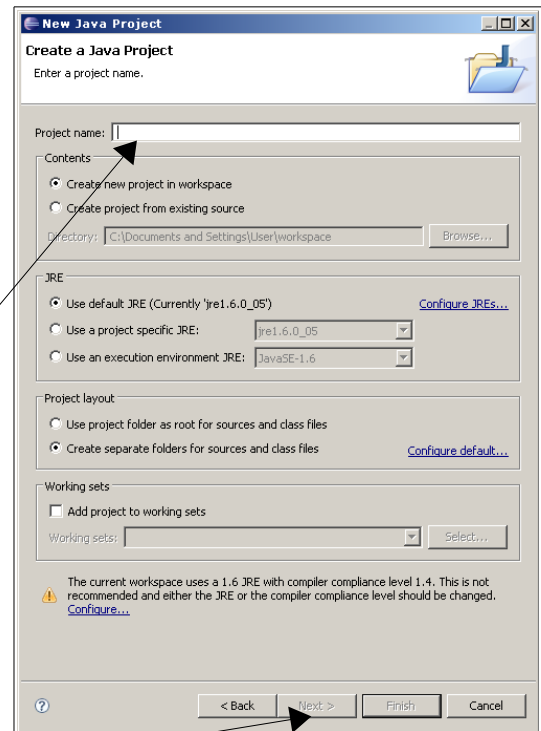 New Java Project
Create a Java Project
Enter a project name.
Project name:
Contents
Create new project in workspace
Create project from existing source
Directory: C:\Documents and Settings\User\workspace Browse...
JRE
Use default JRE (Currently 'jre1.6.0_05') Configure JREs...
Use a project specific JRE: jre1.6.0_05
Use an execution environment JRE: JavaSE-1.6
Project layout
Use project folder as root for sources and class files
Create separate folders for sources and class files Configure default...
Working sets
Add project to working sets
Working sets: Select...
The current workspace uses a 1.6 JRE with compiler compliance level 1.4. This is not
recommended and either the JRE or the compiler compliance level should be changed.
Configure...
? < Back Next > Finish Cancel